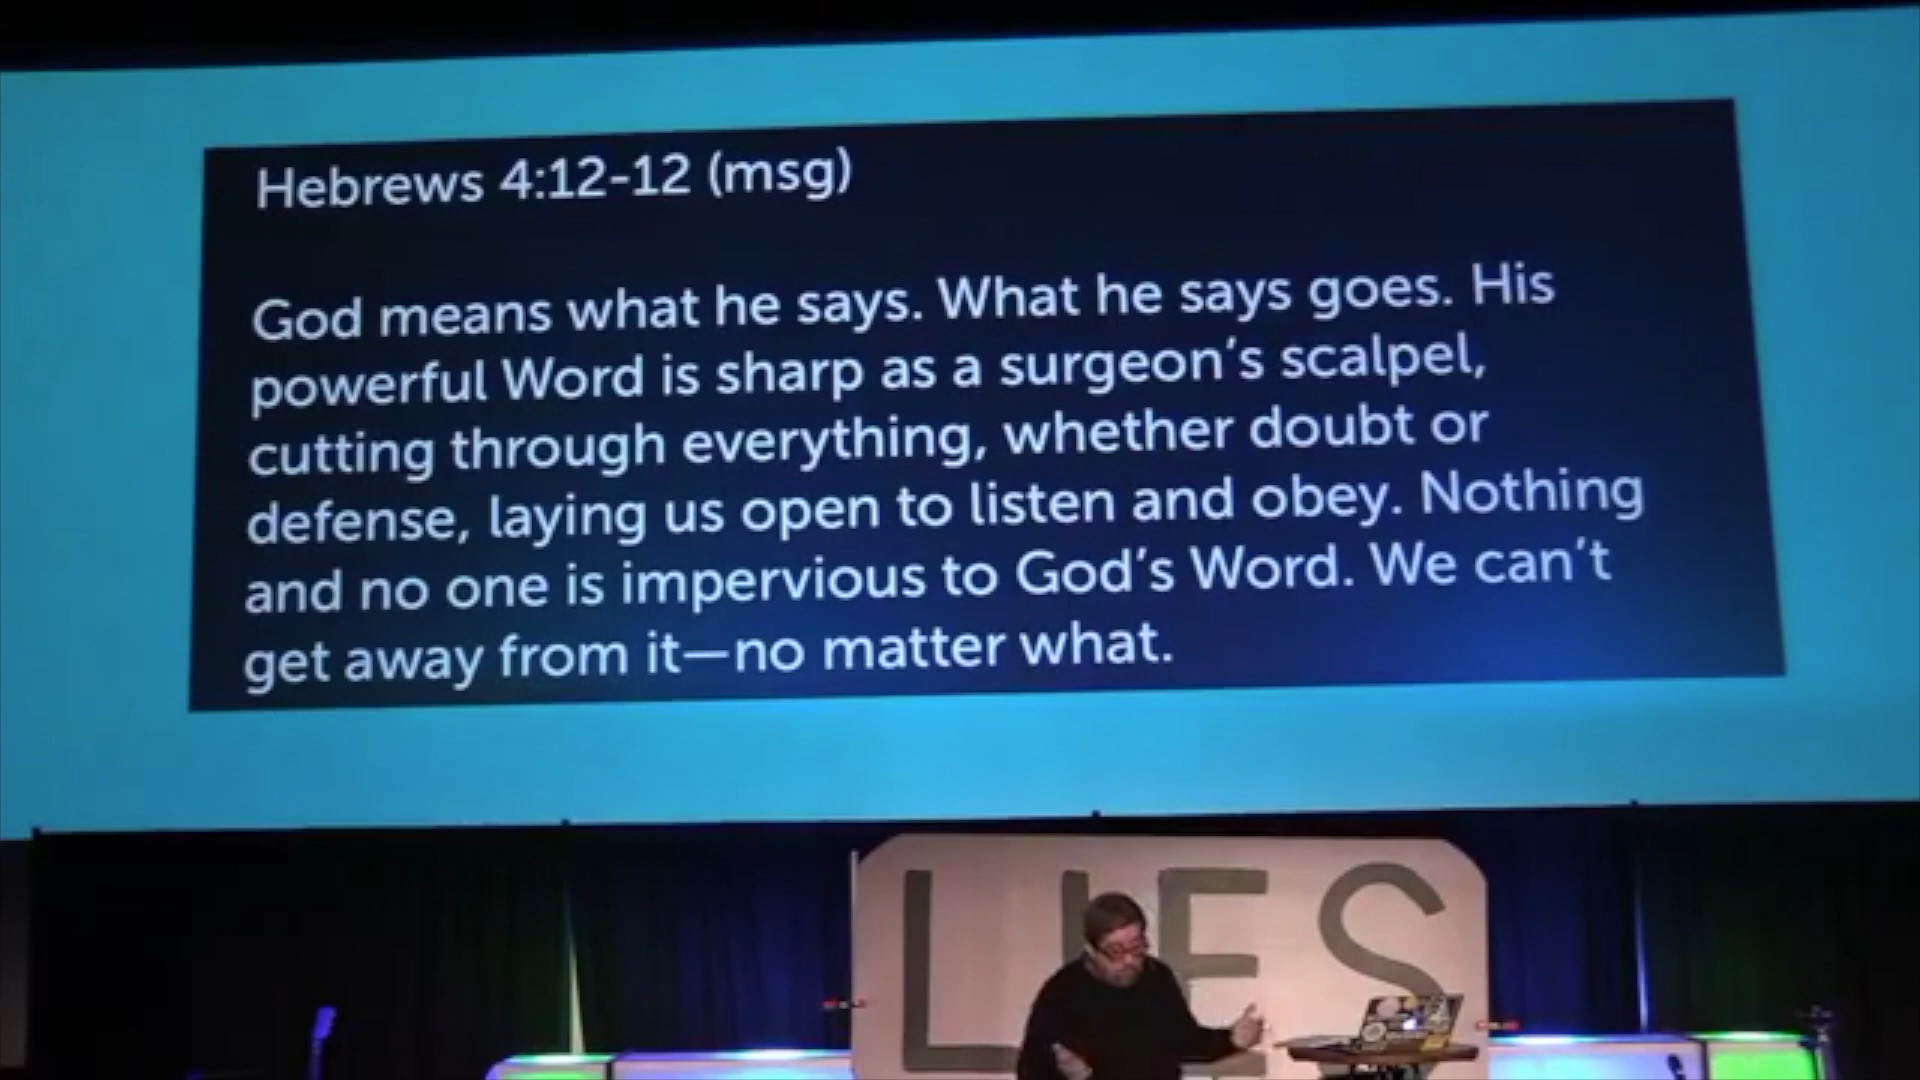 Hebrews 4:12-12 (msg)
God means what he says. What he says goes. His
powerful Word is sharp as a surgeon's scalpel,
cutting through everything, whether doubt or
defense, laying us open to listen and obey. Nothing
and no one is impervious to God's Word. We can't
get away from it—no matter what.
LIES